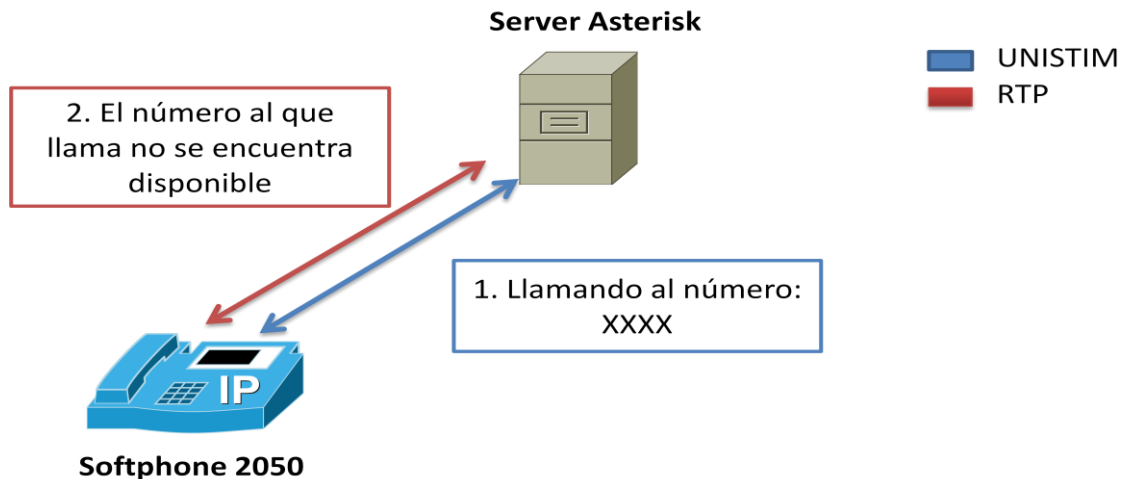 Server Asterisk
UNISTIM
RTP
2. El número al que
llama no se encuentra
disponible
1. Llamando al número:
XXXX
IP
Softphone 2050